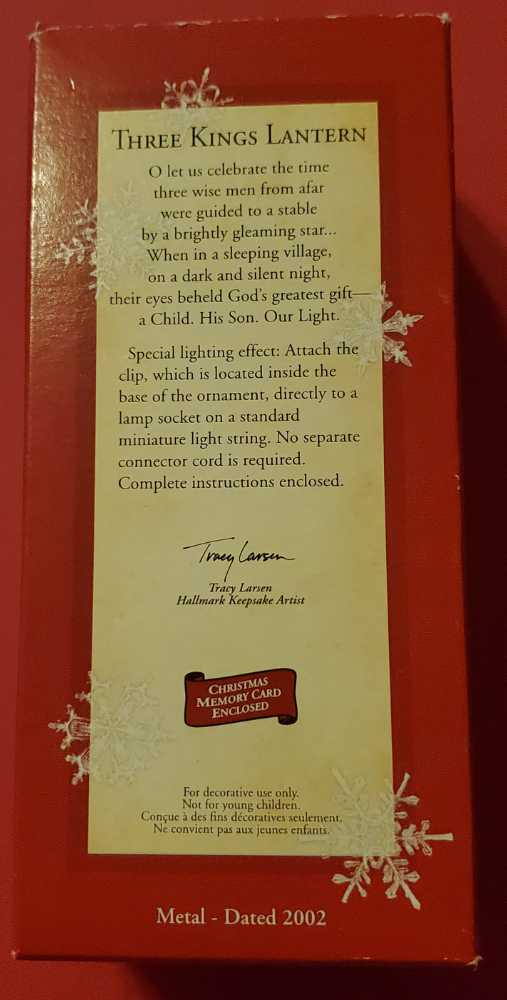 THREE KINGS LANTERN
O let us celebrate the time
three wise men from afar
were guided to a stable
by a brightly gleaming star...
When in a sleeping village,
on a dark and silent night,
their eyes beheld God's greatest gift—
a Child. His Son. Our Light.
Special lighting effect: Attach the
clip, which is located inside the
base of the ornament, directly to a
lamp socket on a standard
miniature light string. No separate
connector cord is required.
Complete instructions enclosed.
Tracy Larsen
Tracy Larsen
Hallmark Keepsake Artist
CHRISTMAS
MEMORY CARD
ENCLOSED
For decorative use only.
Not for young children.
Conçue à des fins décoratives seulement.
Ne convient pas aux jeunes enfants.
Metal - Dated 2002